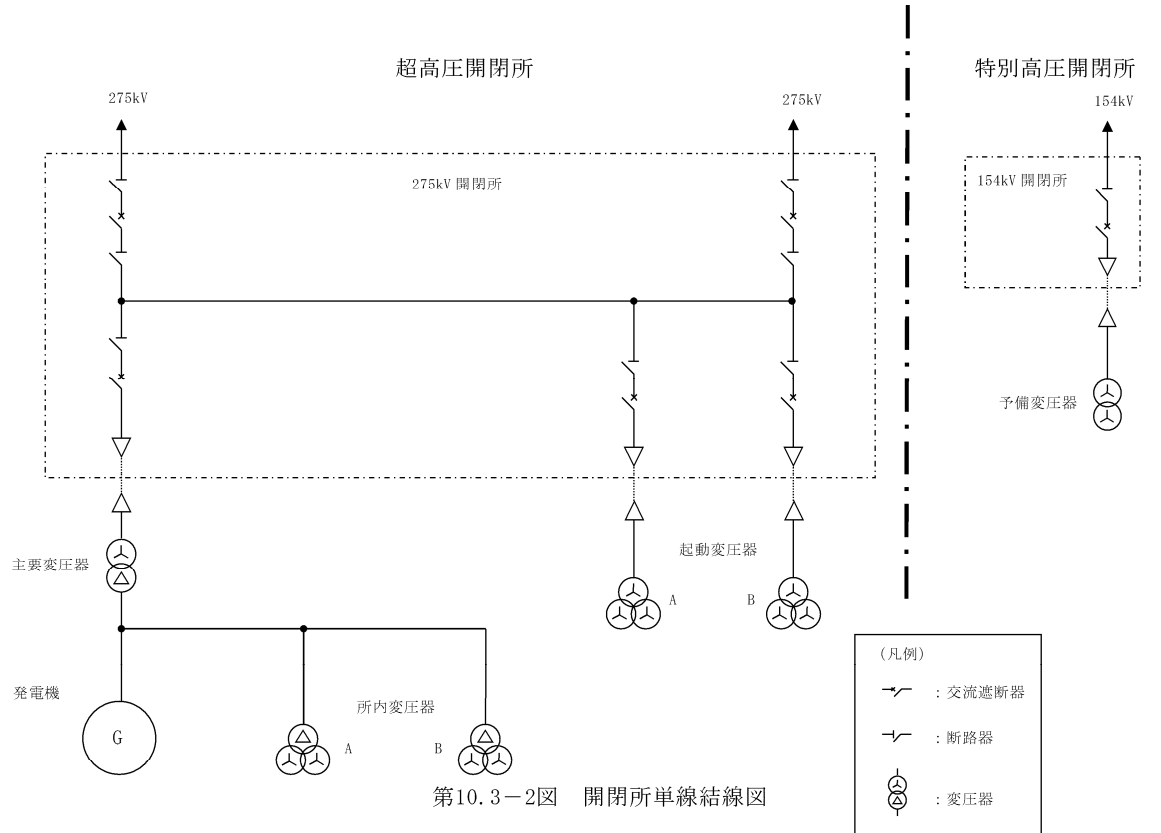 超高圧開閉所
特別高圧開閉所
275kV
275kV
154kV
275kV 開閉所
154kV 開閉所
予備変圧器
主要変圧器
起動変圧器
A
B
発電機
G
所内変圧器
A
B
(凡例)
：交流遮断器
：断路器
：変圧器
第10.3－2図　開閉所単線結線図